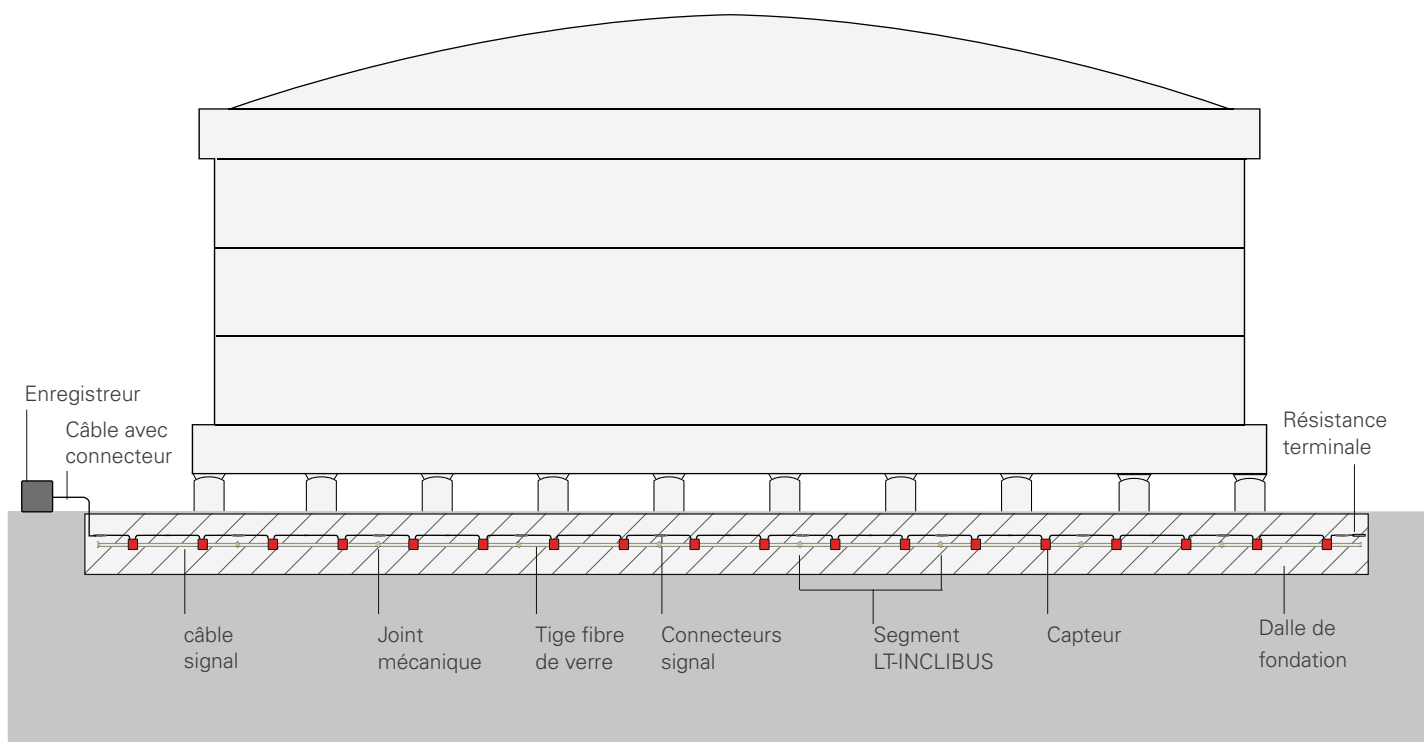 Enregistreur
Câble avec
connecteur
Résistance
terminale
câble
signal
Joint
mécanique
Tige fibre
de verre
Connecteurs
signal
Segment
LT-INCLIBUS
Capteur
Dalle de
fondation